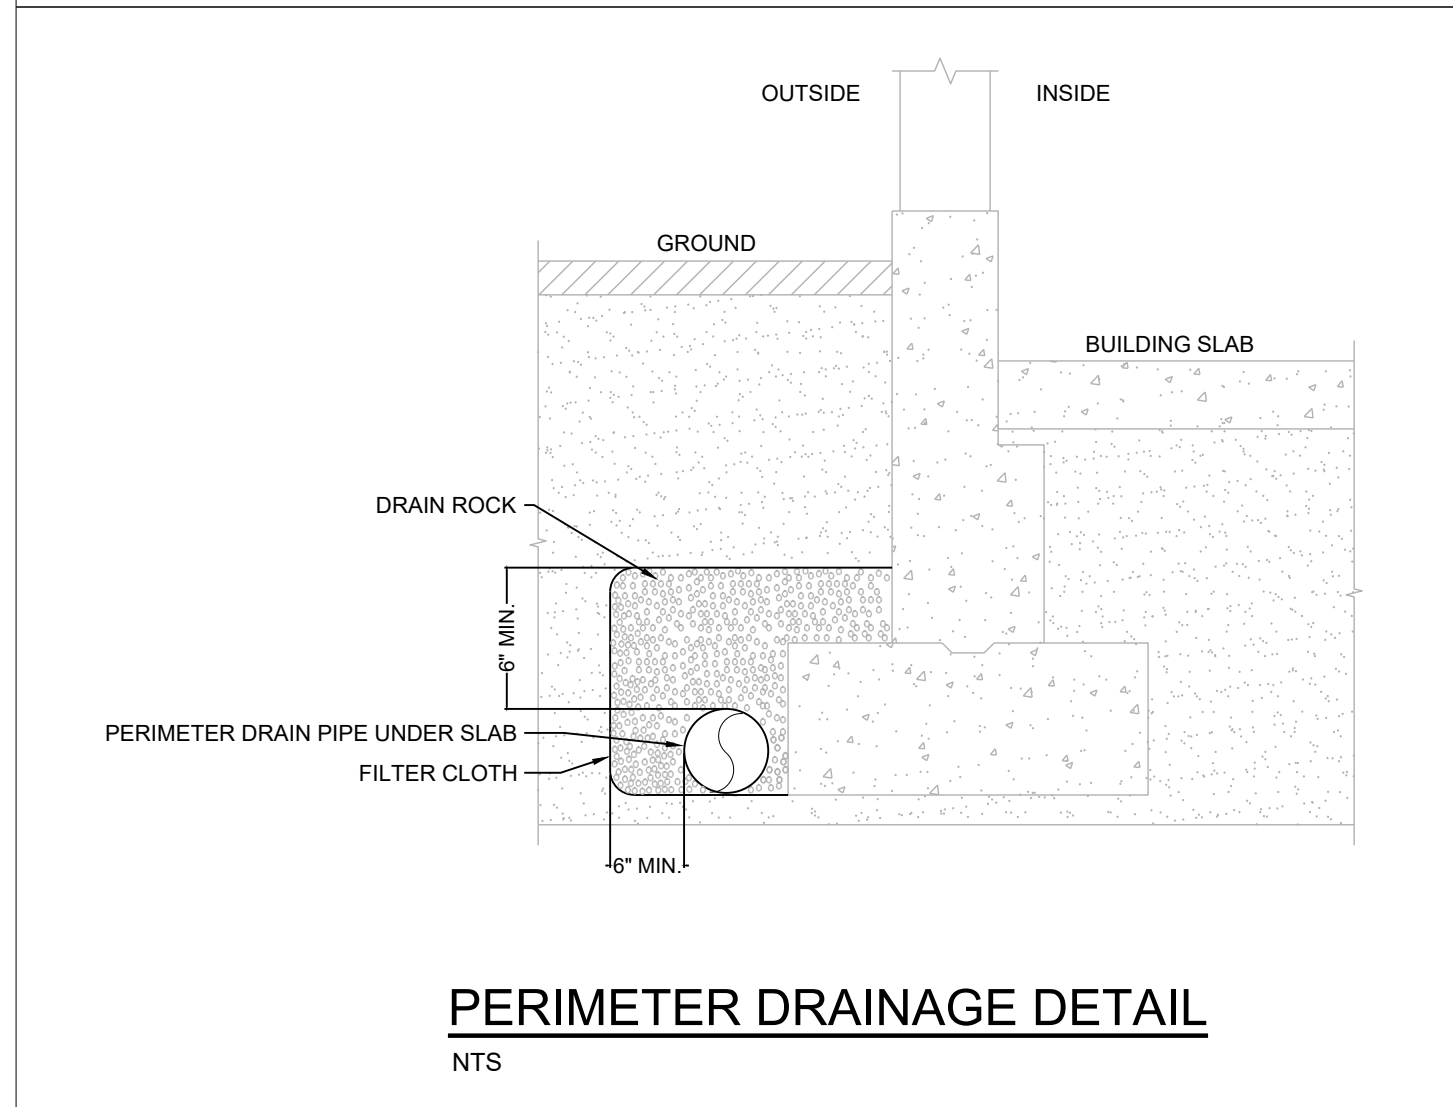 OUTSIDE
INSIDE
GROUND
BUILDING SLAB
DRAIN ROCK
6" MIN.
PERIMETER DRAIN PIPE UNDER SLAB
FILTER CLOTH
6" MIN.
PERIMETER DRAINAGE DETAIL
NTS